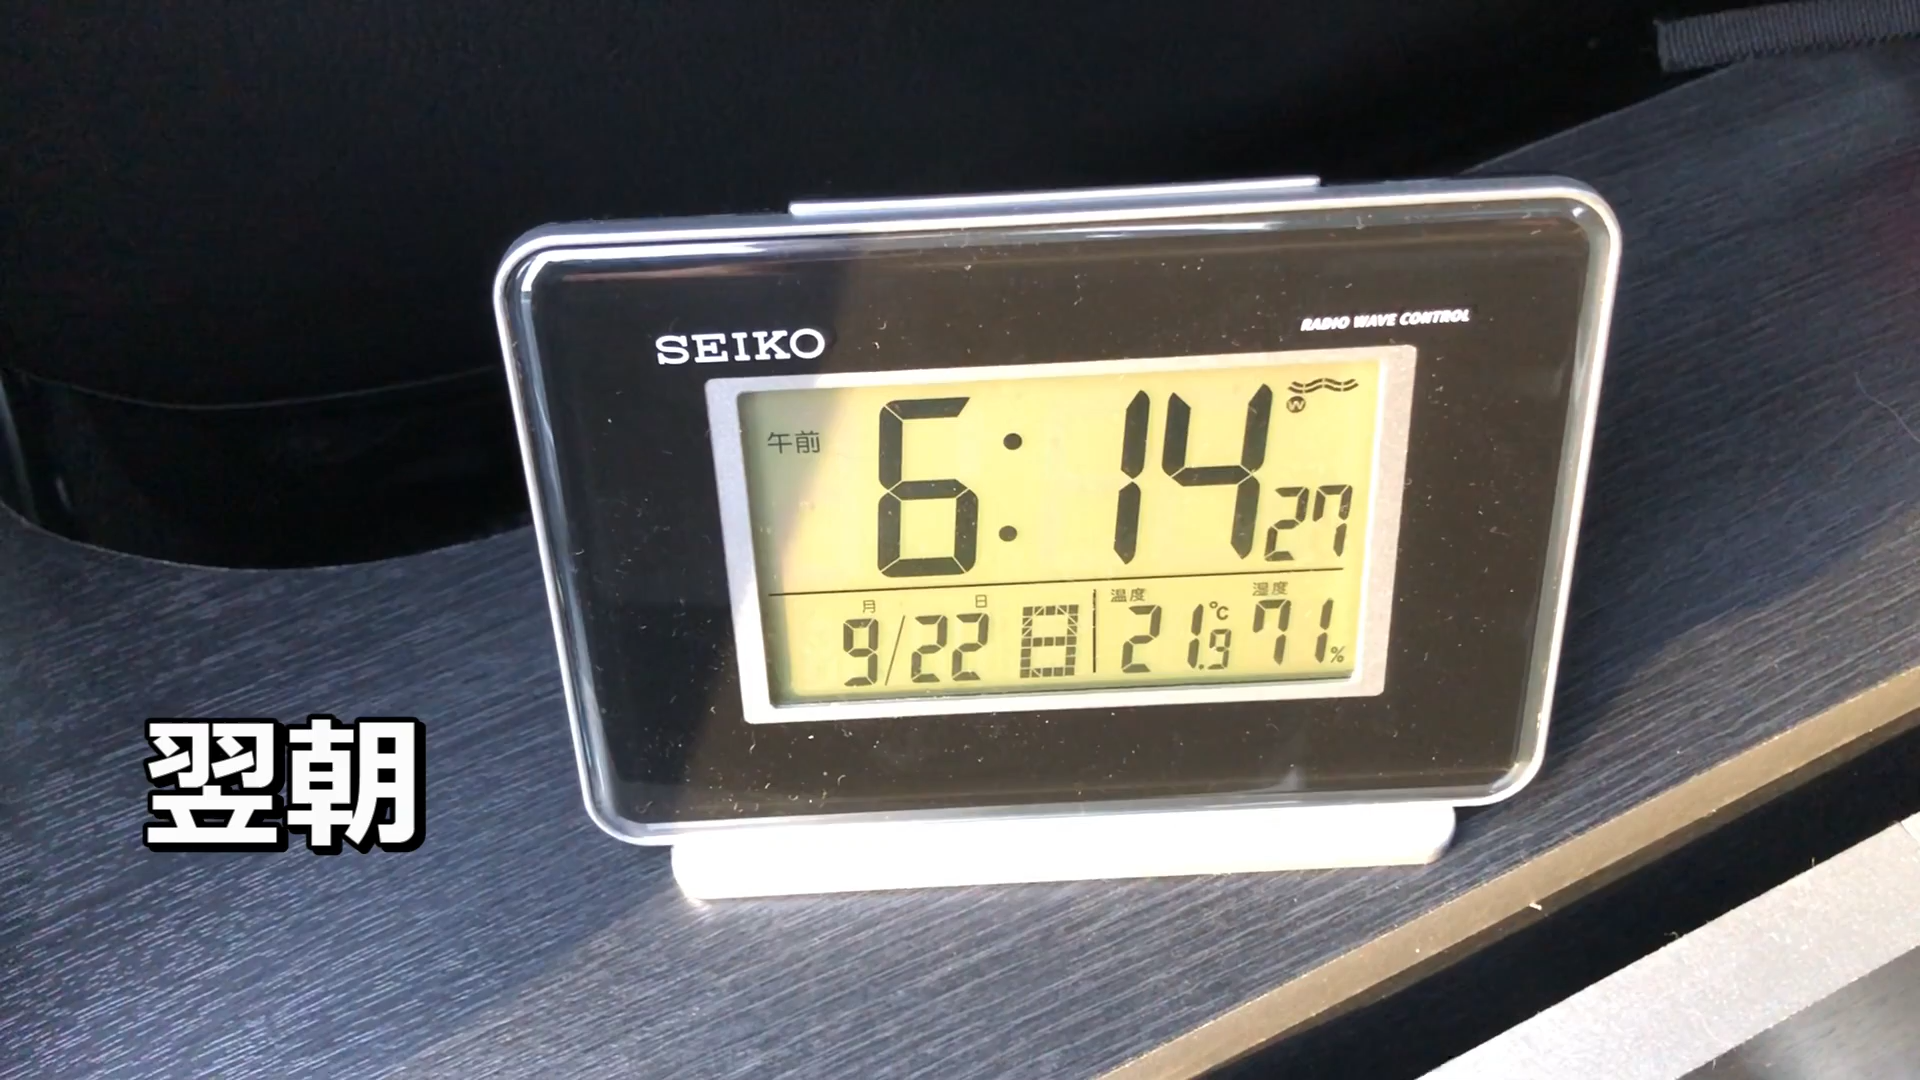 SEIKO
RADIO WAVE CONTROL
午前 6:14 27
W
月 日 温度 湿度
9/22 日 21.9℃ 71%
翌朝